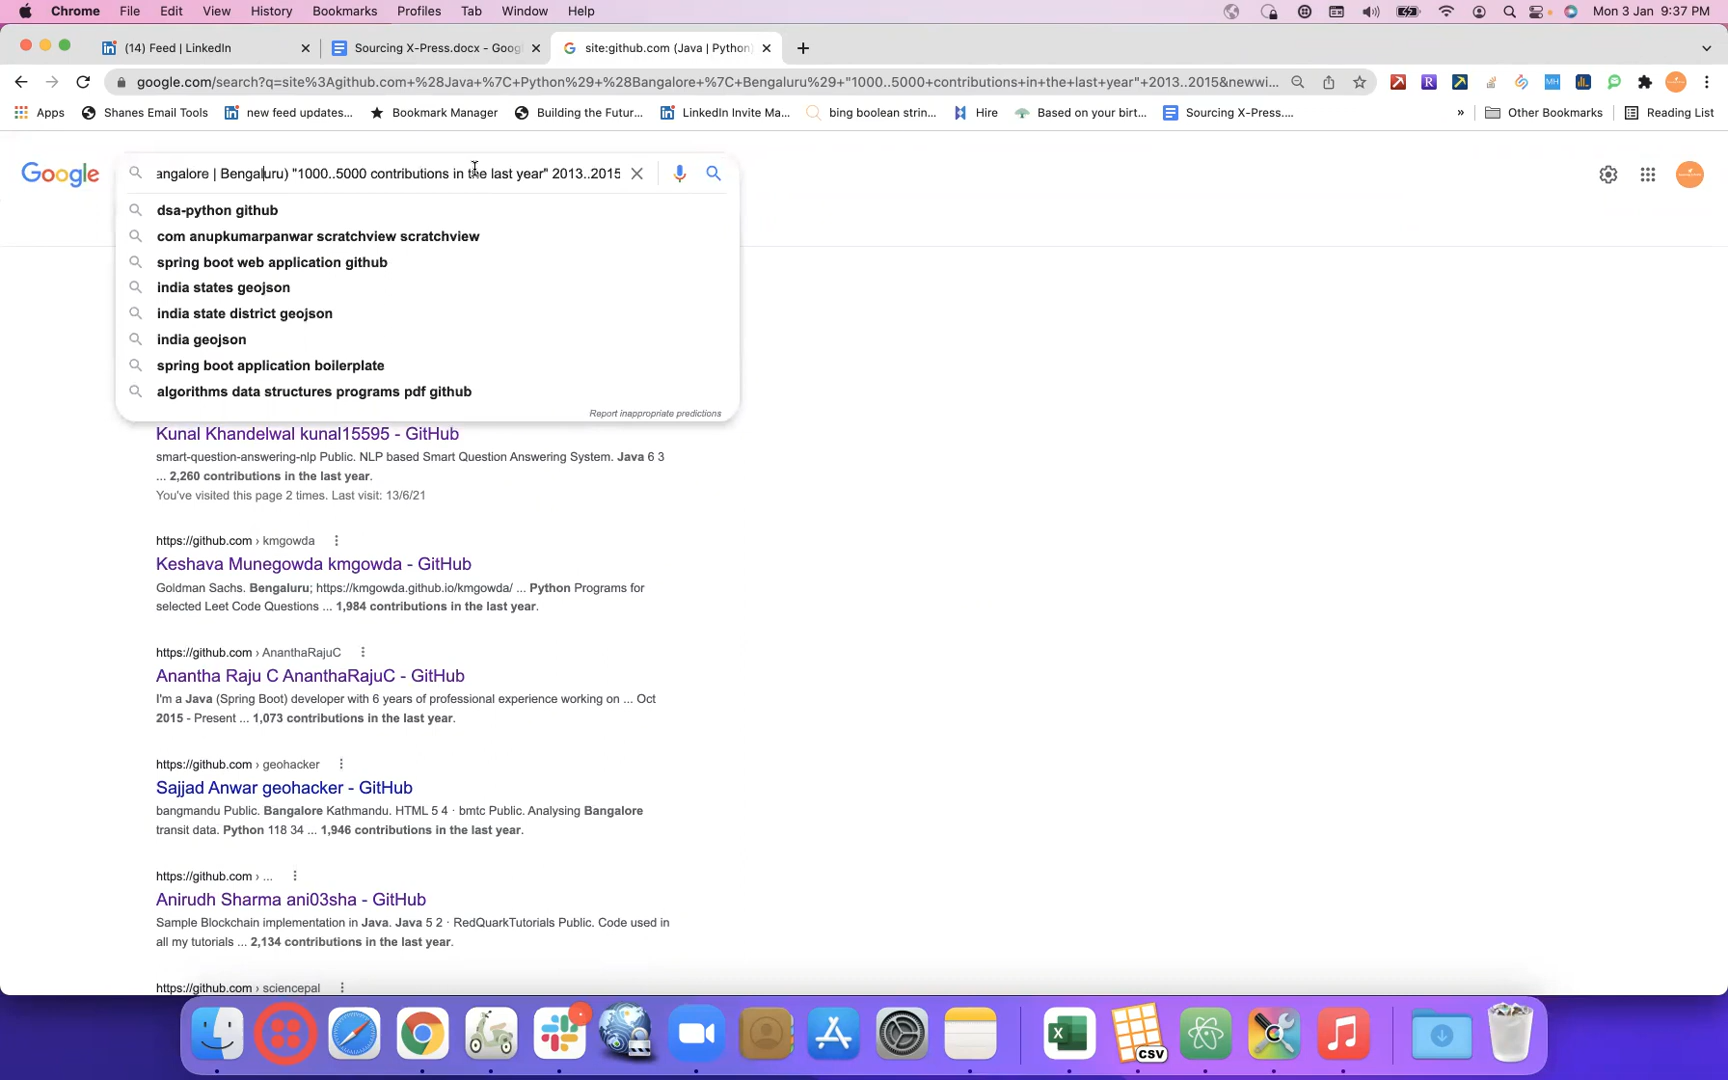 Chrome File Edit View History Bookmarks Profiles Tab Window Help Mon 3 Jan 9:37 PM
(14) Feed | LinkedIn
Sourcing X-Press.docx - Goog
site:github.com (Java | Python)
google.com/search?q=site%3Agithub.com+%28Java+%7C+Python%29+%28Bangalore+%7C+Bengaluru%29+"1000..5000+contributions+in+the+last+year"+2013..2015&newwi...
Apps Shanes Email Tools new feed updates... Bookmark Manager Building the Futur... LinkedIn Invite Ma... bing boolean strin... Hire Based on your birt... Sourcing X-Press.... » Other Bookmarks Reading List
Google
angalore | Bengaluru) "1000..5000 contributions in the last year" 2013..2015
dsa-python github
com anupkumarpanwar scratchview scratchview
spring boot web application github
india states geojson
india state district geojson
india geojson
spring boot application boilerplate
algorithms data structures programs pdf github
Report inappropriate predictions
Kunal Khandelwal kunal15595 - GitHub
smart-question-answering-nlp Public. NLP based Smart Question Answering System. Java 6 3
... 2,260 contributions in the last year.
You've visited this page 2 times. Last visit: 13/6/21
https://github.com › kmgowda
Keshava Munegowda kmgowda - GitHub
Goldman Sachs. Bengaluru; https://kmgowda.github.io/kmgowda/ ... Python Programs for
selected Leet Code Questions ... 1,984 contributions in the last year.
https://github.com › AnanthaRajuC
Anantha Raju C AnanthaRajuC - GitHub
I'm a Java (Spring Boot) developer with 6 years of professional experience working on ... Oct
2015 - Present ... 1,073 contributions in the last year.
https://github.com › geohacker
Sajjad Anwar geohacker - GitHub
bangmandu Public. Bangalore Kathmandu. HTML 5 4 · bmtc Public. Analysing Bangalore
transit data. Python 118 34 ... 1,946 contributions in the last year.
https://github.com › ...
Anirudh Sharma ani03sha - GitHub
Sample Blockchain implementation in Java. Java 5 2 · RedQuarkTutorials Public. Code used in
all my tutorials ... 2,134 contributions in the last year.
https://github.com › sciencepal
CSV